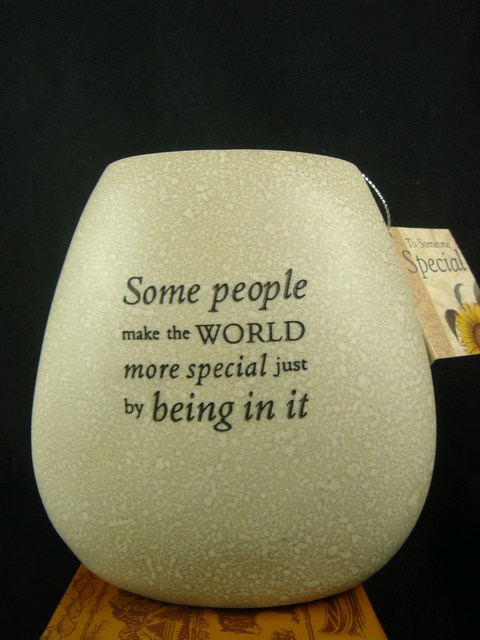 Some people
make the WORLD
more special just
by being in it
To Someone
Special